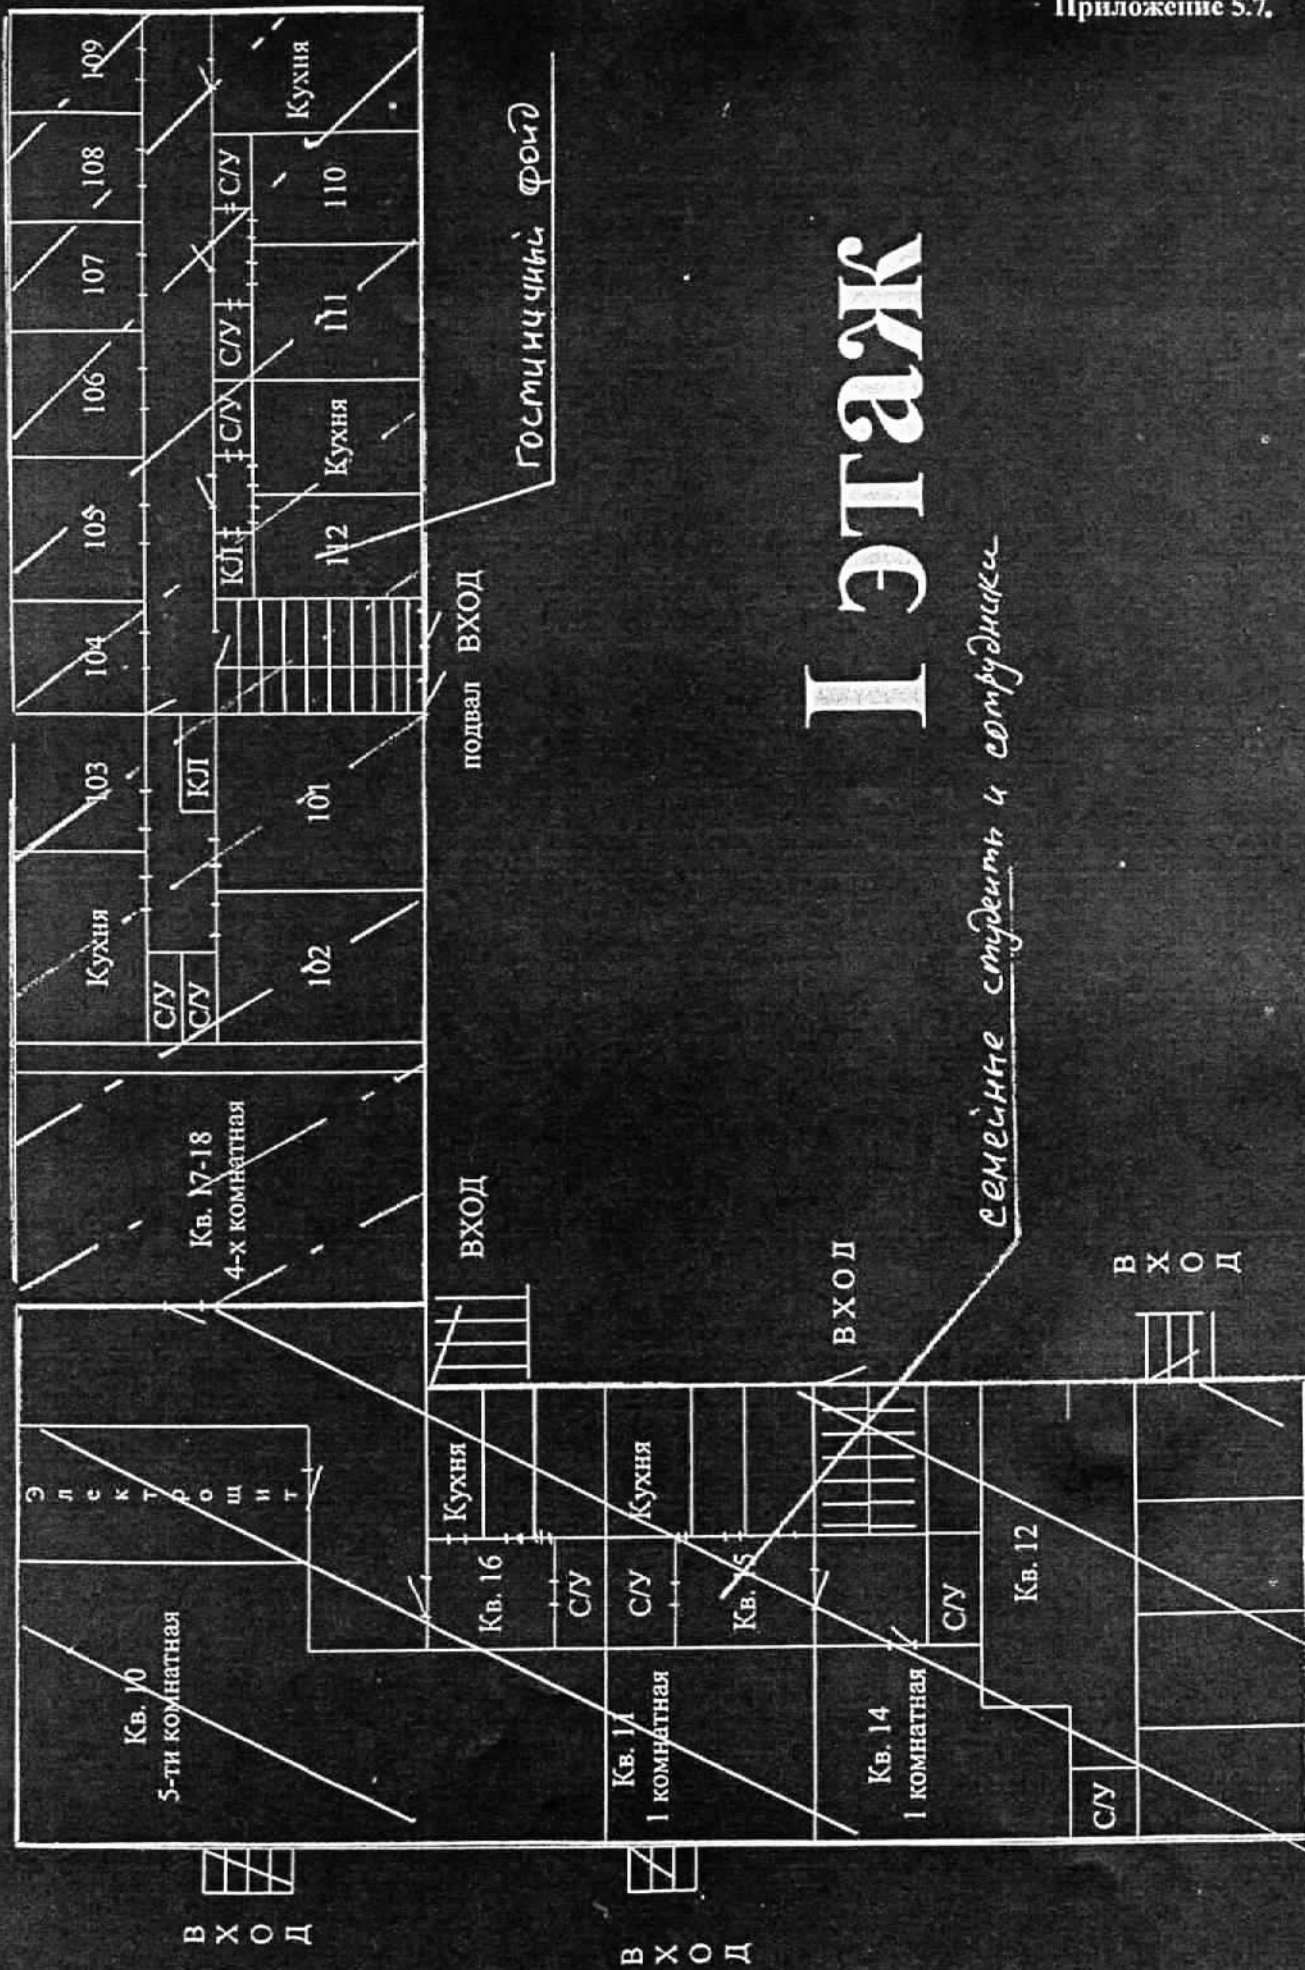 Приложение 5.7.
109
108
107
106
105
104
103
Кухня
С/У
С/У
КЛ
КЛ
С/У
С/У
С/У
Кухня
110
111
Кухня
112
101
102
подвал ВХОД
Гостиничный фонд
I этаж
Кв. 17-18
4-х комнатная
ВХОД
Электрощит
Кв. 10
5-ти комнатная
Кухня
Кв. 16
С/У
Кухня
С/У
Кв. 15
Кв. 11
1 комнатная
ВХОД
семейные студенты и сотрудники
С/У
Кв. 14
1 комнатная
Кв. 12
С/У
ВХОД
ВХОД
ВХОД